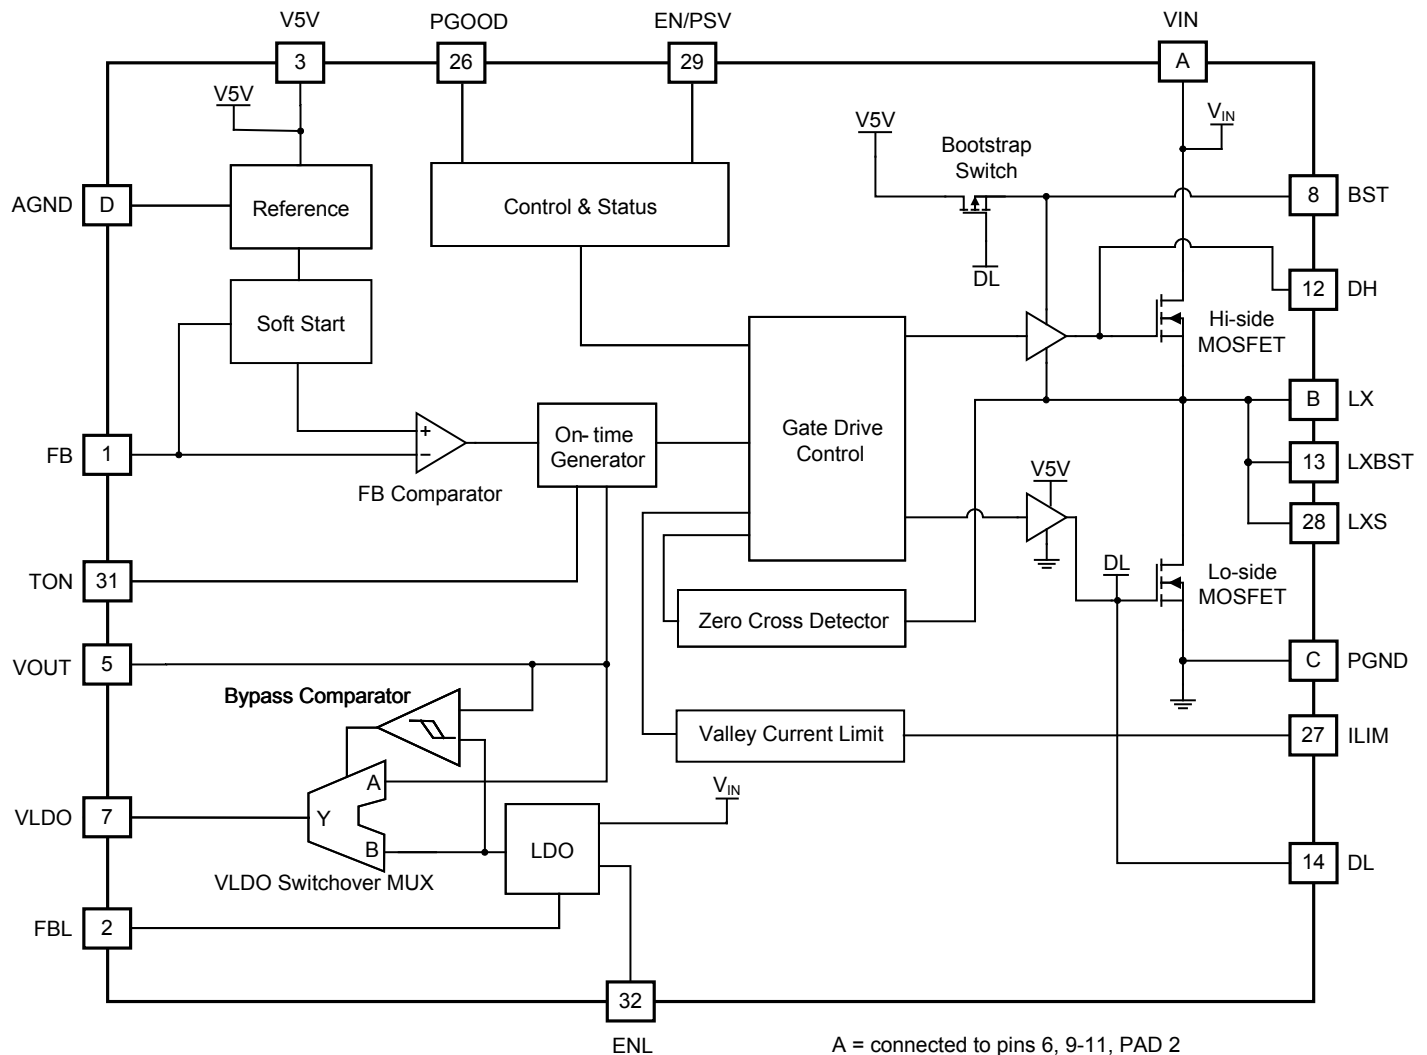 V5V
PGOOD
EN/PSV
VIN
3
26
29
A
V5V
V5V
Bootstrap
Switch
VIN
AGND
D
Reference
Control & Status
8
BST
DL
12
DH
Soft Start
Hi-side
MOSFET
B
LX
FB
1
+
−
FB Comparator
On-time
Generator
Gate Drive
Control
13
LXBST
V5V
28
LXS
TON
31
DL
Lo-side
MOSFET
Zero Cross Detector
VOUT
5
C
PGND
Bypass Comparator
Valley Current Limit
27
ILIM
A
VIN
VLDO
7
Y
B
LDO
VLDO Switchover MUX
14
DL
FBL
2
32
ENL
A = connected to pins 6, 9-11, PAD 2